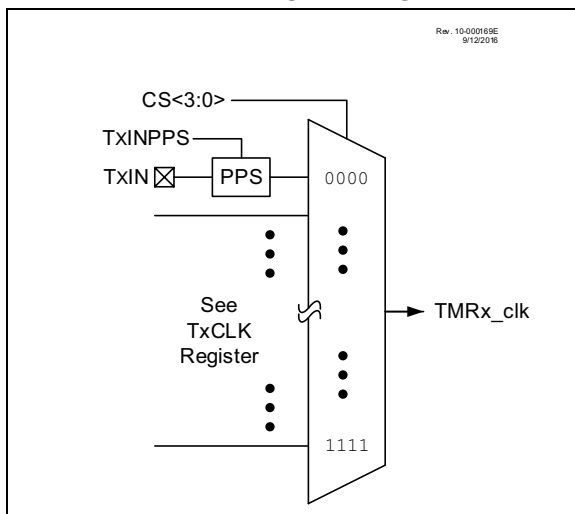 Rev. 10-000169E
9/12/2016
CS<3:0>
TxINPPS
TxIN
PPS
0000
See
TxCLK
Register
TMRx_clk
1111